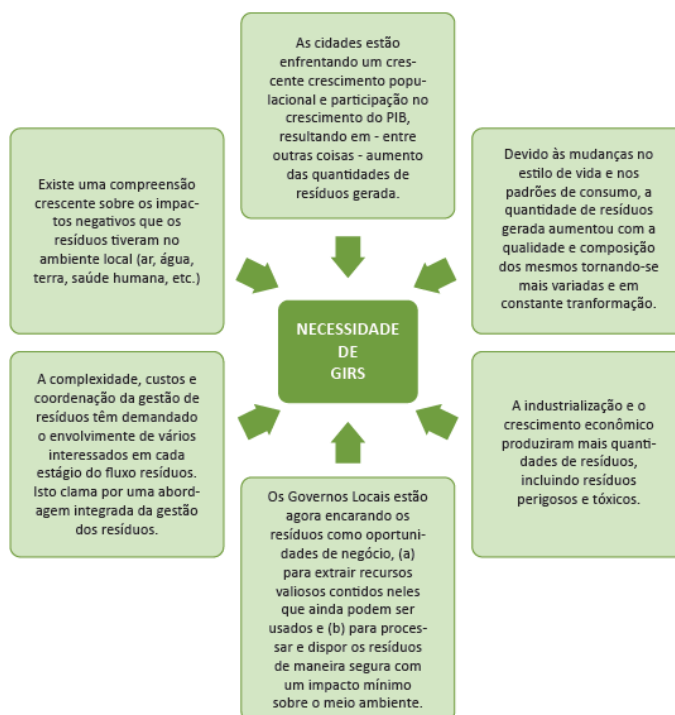 As cidades estão
enfrentando um cres-
cente crescimento popu-
lacional e participação no
crescimento do PIB,
resultando em - entre
outras coisas - aumento
das quantidades de
resíduos gerada.
Existe uma compreensão
crescente sobre os impac-
tos negativos que os
resíduos tiveram no
ambiente local (ar, água,
terra, saúde humana, etc.)
Devido às mudanças no
estilo de vida e nos
padrões de consumo, a
quantidade de resíduos
gerada aumentou com a
qualidade e composição
dos mesmos tornando-se
mais variadas e em
constante tranformação.
NECESSIDADE
DE
GIRS
A complexidade, custos e
coordenação da gestão de
resíduos têm demandado
o envolvimento de vários
interessados em cada
estágio do fluxo resíduos.
Isto clama por uma abord-
agem integrada da gestão
dos resíduos.
A industrialização e o
crescimento econômico
produziram mais quanti-
dades de resíduos,
incluindo resíduos
perigosos e tóxicos.
Os Governos Locais estão
agora encarando os
resíduos como oportuni-
dades de negócio, (a)
para extrair recursos
valiosos contidos neles
que ainda podem ser
usados e (b) para proces-
sar e dispor os resíduos
de maneira segura com
um impacto mínimo
sobre o meio ambiente.